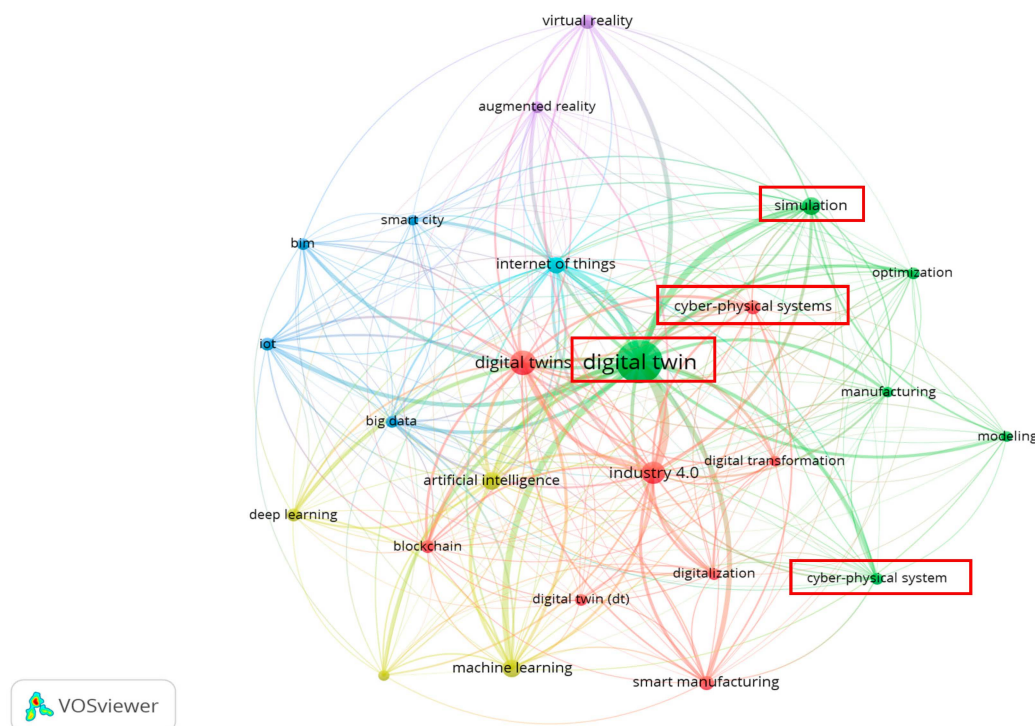 virtual reality
augmented reality
simulation
smart city
bim
internet of things
optimization
cyber-physical systems
iot
digital twins
digital twin
manufacturing
big data
modeling
digital transformation
industry 4.0
artificial intelligence
deep learning
blockchain
digitalization
cyber-physical system
digital twin (dt)
machine learning
smart manufacturing
VOSviewer